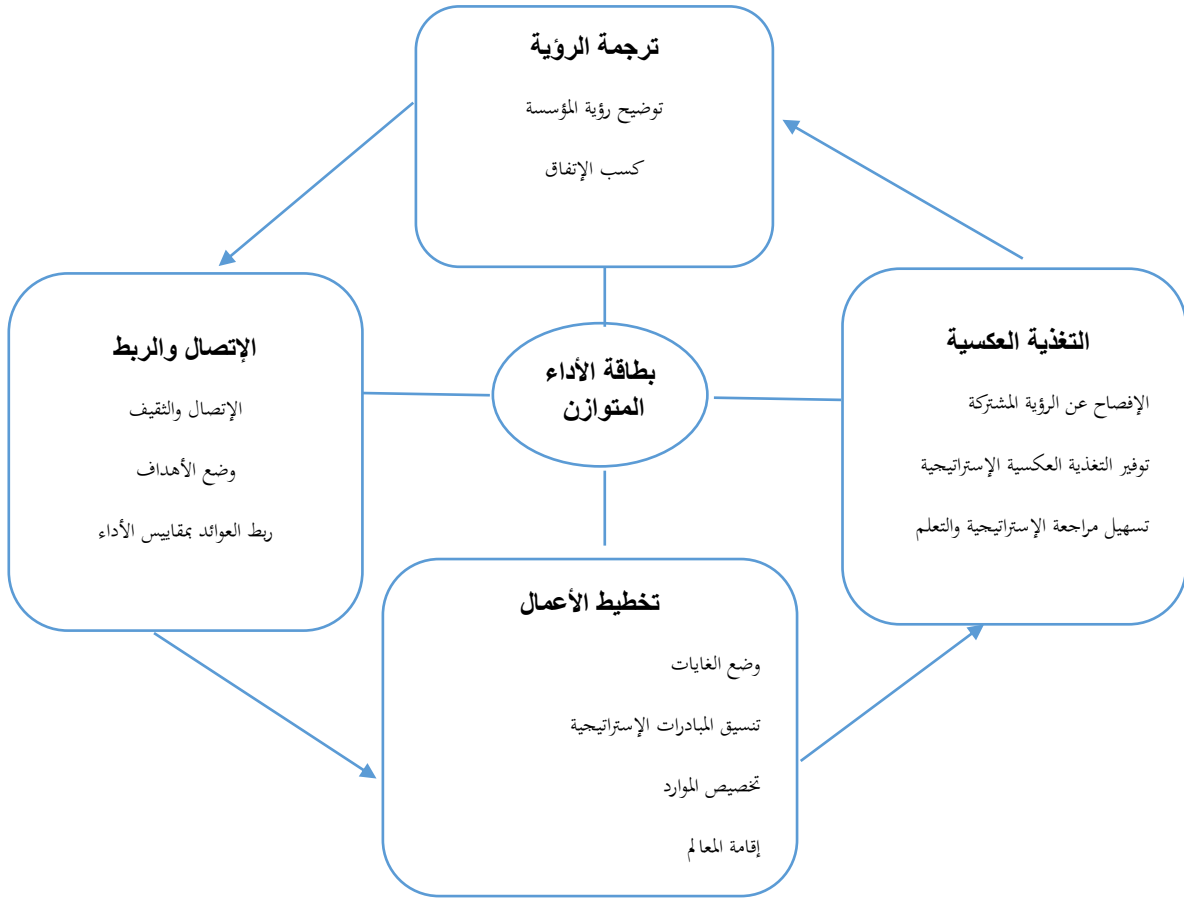 ترجمة الرؤية
توضيح رؤية المؤسسة
كسب الإتفاق
التغذية العكسية
الإفصاح عن الرؤية المشتركة
توفير التغذية العكسية الإستراتيجية
تسهيل مراجعة الإستراتيجية والتعلم
بطاقة الأداء
المتوازن
الإتصال والربط
الإتصال والثقيف
وضع الأهداف
ربط العوائد بمقاييس الأداء
تخطيط الأعمال
وضع الغايات
تنسيق المبادرات الإستراتيجية
تخصيص الموارد
إقامة المعالم